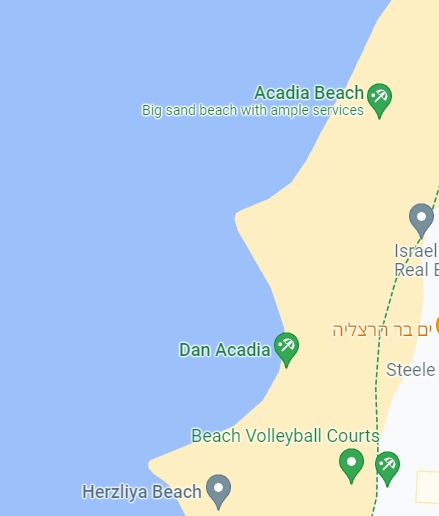 Acadia Beach
Big sand beach with ample services
Israel
Real E
ים בר הרצליה
Dan Acadia
Steele
Beach Volleyball Courts
Herzliya Beach